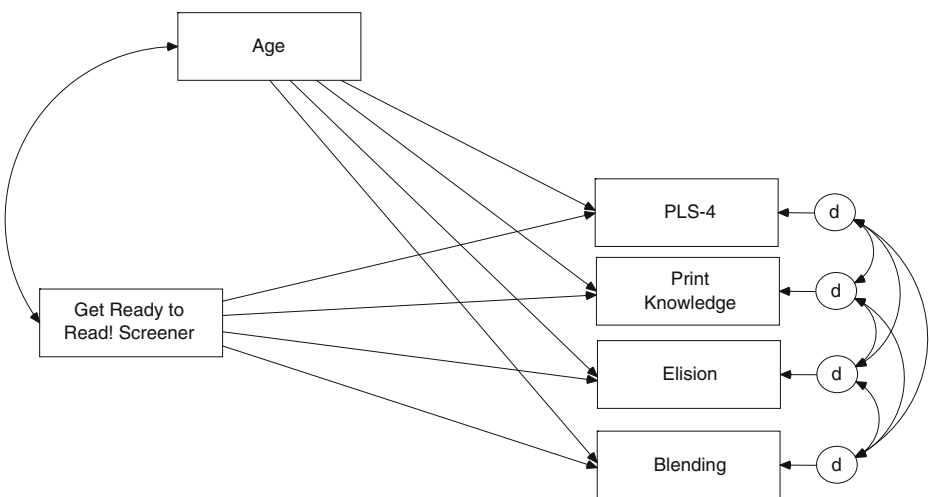 Age
PLS-4
d
Print
Knowledge
d
Get Ready to
Read! Screener
Elision
d
Blending
d